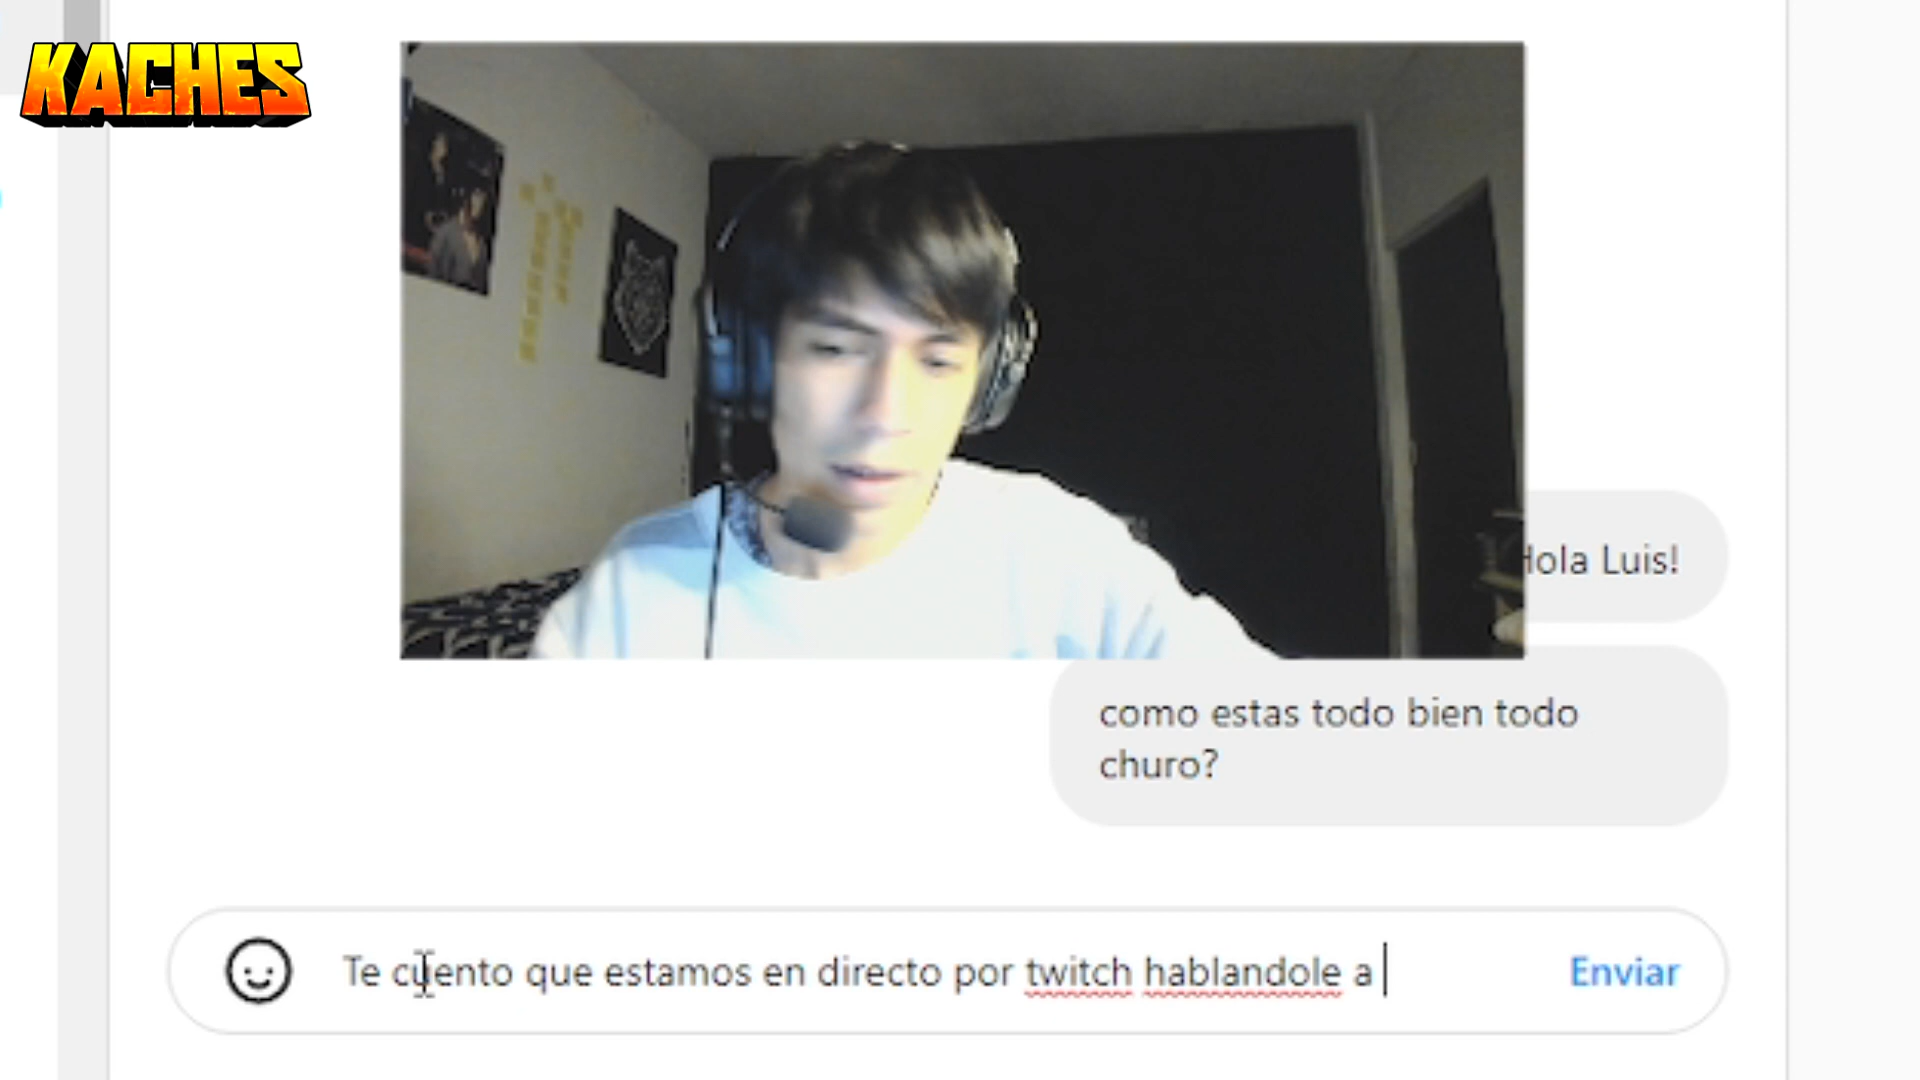 KACHES
Hola Luis!
como estas todo bien todo
churo?
Te cuento que estamos en directo por twitch hablandole a
Enviar